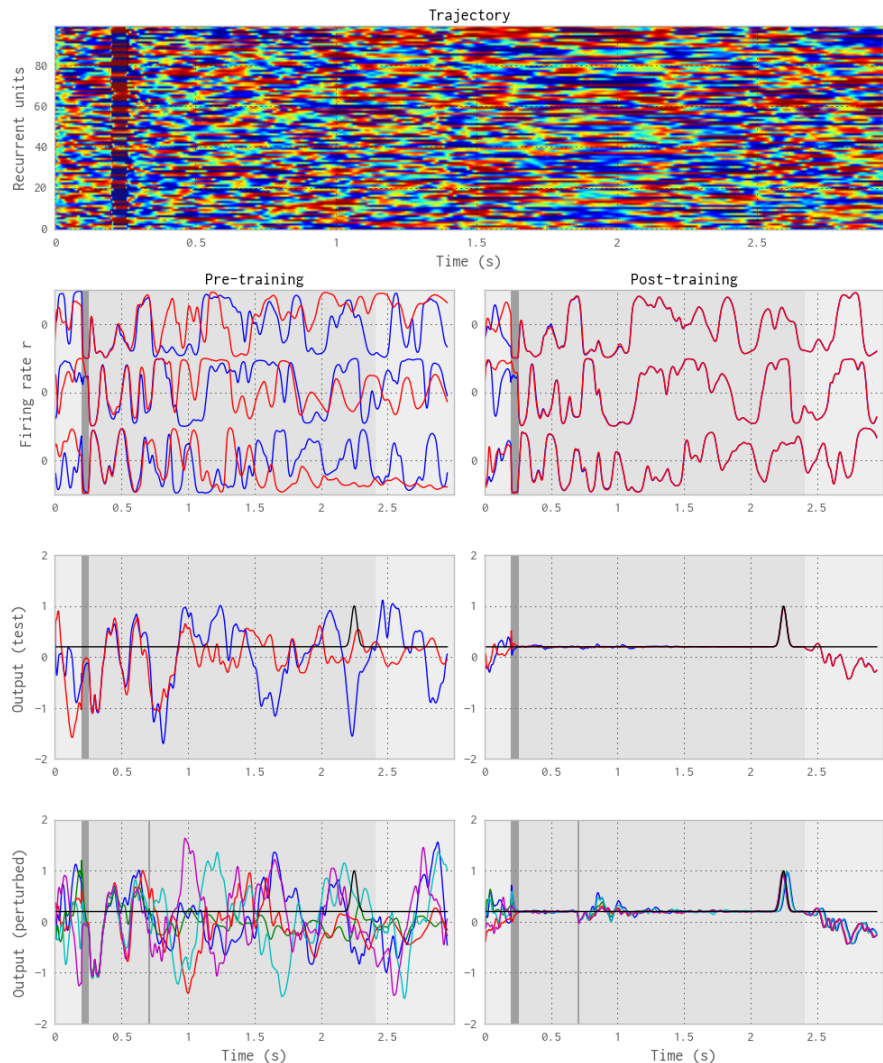 Trajectory
Recurrent units
80
60
40
20
0
0 0.5 1 1.5 2 2.5
Time (s)
Pre-training Post-training
Firing rate r
0 0
0 0
0 0
0 0.5 1 1.5 2 2.5 0 0.5 1 1.5 2 2.5
Output (test)
2 2
1 1
0 0
−1 −1
−2 −2
0 0.5 1 1.5 2 2.5 0 0.5 1 1.5 2 2.5
Output (perturbed)
2 2
1 1
0 0
−1 −1
−2 −2
0 0.5 1 1.5 2 2.5 0 0.5 1 1.5 2 2.5
Time (s) Time (s)